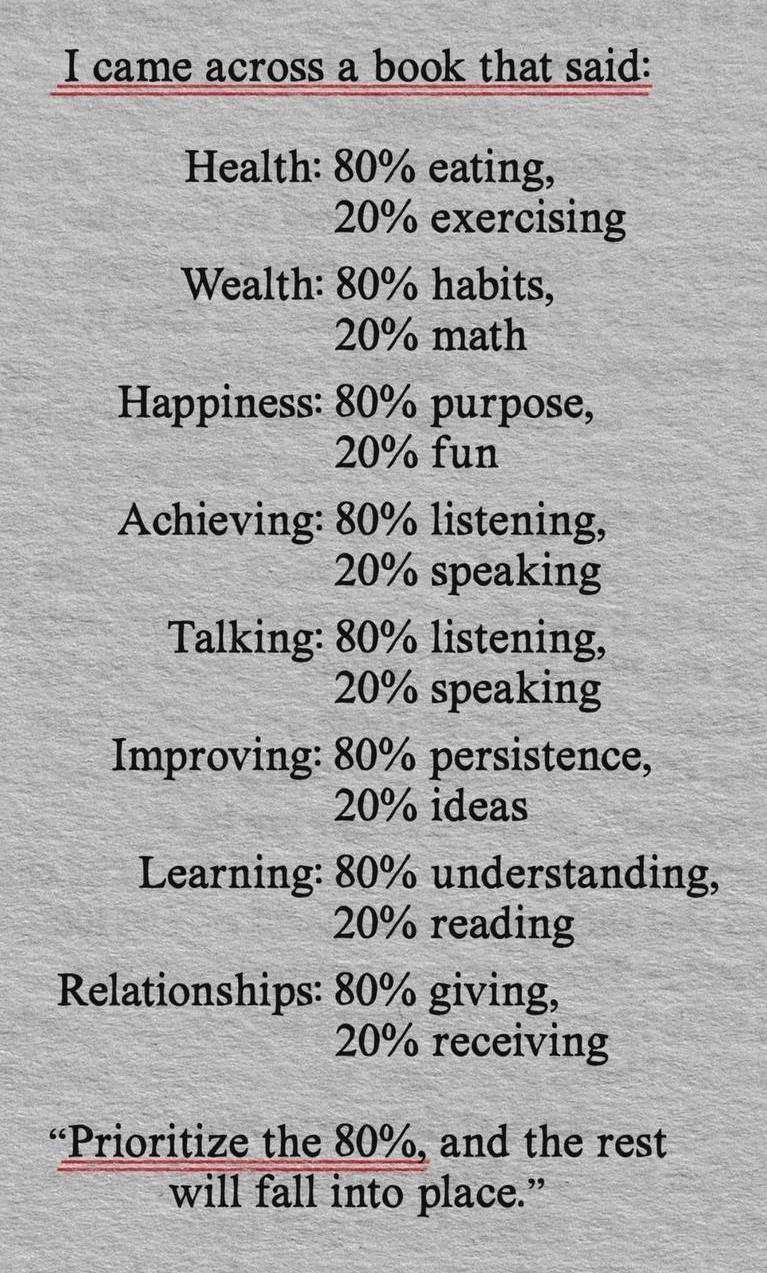 I came across a book that said:
Health: 80% eating,
20% exercising
Wealth: 80% habits,
20% math
Happiness: 80% purpose,
20% fun
Achieving: 80% listening,
20% speaking
Talking: 80% listening,
20% speaking
Improving: 80% persistence,
20% ideas
Learning: 80% understanding,
20% reading
Relationships: 80% giving,
20% receiving
“Prioritize the 80%, and the rest
will fall into place.”